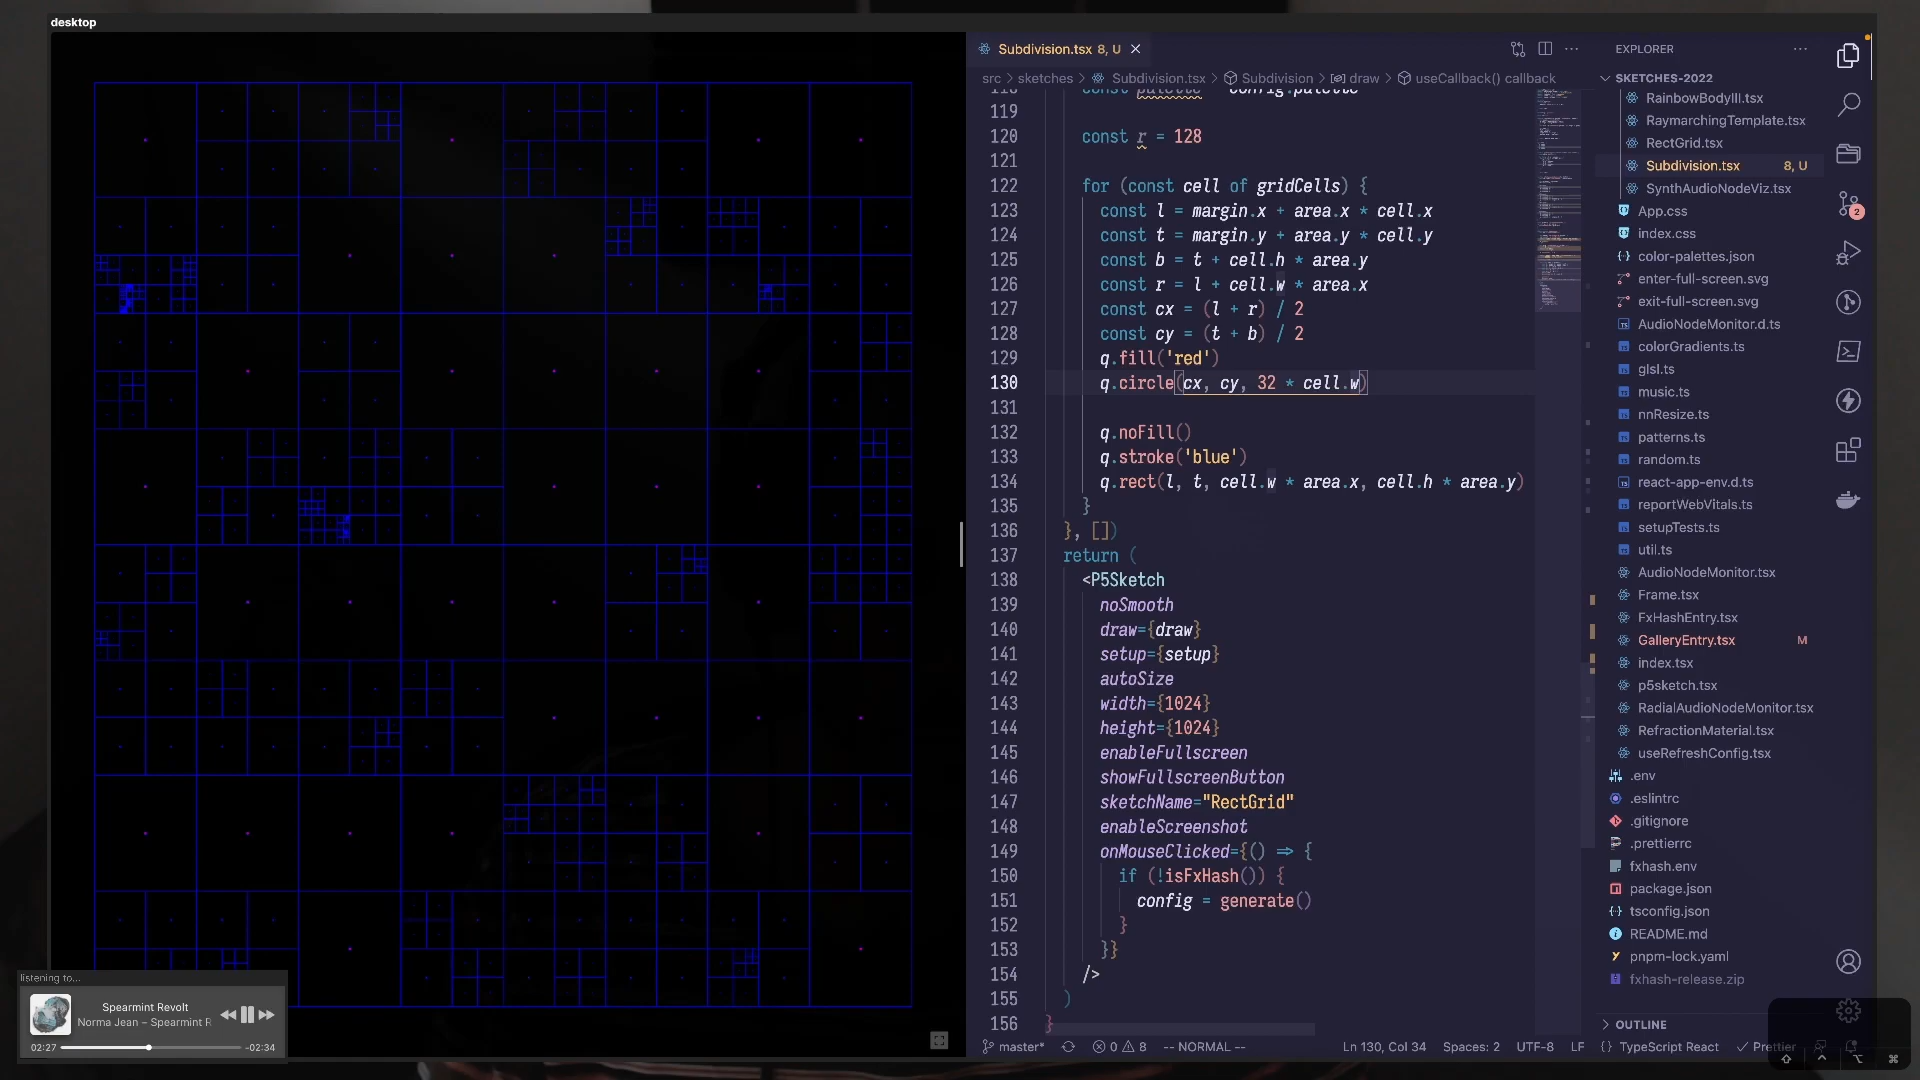 desktop
Subdivision.tsx 8, U
src > sketches > Subdivision.tsx > Subdivision > draw > useCallback() callback
118 const palette = config.palette
119
120 const r = 128
121
122 for (const cell of gridCells) {
123 const l = margin.x + area.x * cell.x
124 const t = margin.y + area.y * cell.y
125 const b = t + cell.h * area.y
126 const r = l + cell.w * area.x
127 const cx = (l + r) / 2
128 const cy = (t + b) / 2
129 q.fill('red')
130 q.circle(cx, cy, 32 * cell.w)
131
132 q.noFill()
133 q.stroke('blue')
134 q.rect(l, t, cell.w * area.x, cell.h * area.y)
135 }
136 }, [])
137 return (
138 <P5Sketch
139 noSmooth
140 draw={draw}
141 setup={setup}
142 autoSize
143 width={1024}
144 height={1024}
145 enableFullscreen
146 showFullscreenButton
147 sketchName="RectGrid"
148 enableScreenshot
149 onMouseClicked={() => {
150 if (!isFxHash()) {
151 config = generate()
152 }
153 }}
154 />
155 )
156 }
master* 0 8 -- NORMAL -- Ln 130, Col 34 Spaces: 2 UTF-8 LF TypeScript React Prettier
EXPLORER
SKETCHES-2022
RainbowBodyIII.tsx
RaymarchingTemplate.tsx
RectGrid.tsx
Subdivision.tsx 8, U
SynthAudioNodeViz.tsx
App.css
index.css
color-palettes.json
enter-full-screen.svg
exit-full-screen.svg
AudioNodeMonitor.d.ts
colorGradients.ts
glsl.ts
music.ts
nnResize.ts
patterns.ts
random.ts
react-app-env.d.ts
reportWebVitals.ts
setupTests.ts
util.ts
AudioNodeMonitor.tsx
Frame.tsx
FxHashEntry.tsx
GalleryEntry.tsx M
index.tsx
p5sketch.tsx
RadialAudioNodeMonitor.tsx
RefractionMaterial.tsx
useRefreshConfig.tsx
.env
.eslintrc
.gitignore
.prettierrc
fxhash.env
package.json
tsconfig.json
README.md
pnpm-lock.yaml
fxhash-release.zip
OUTLINE
2
listening to...
Spearmint Revolt
Norma Jean – Spearmint R
02:27 -02:34